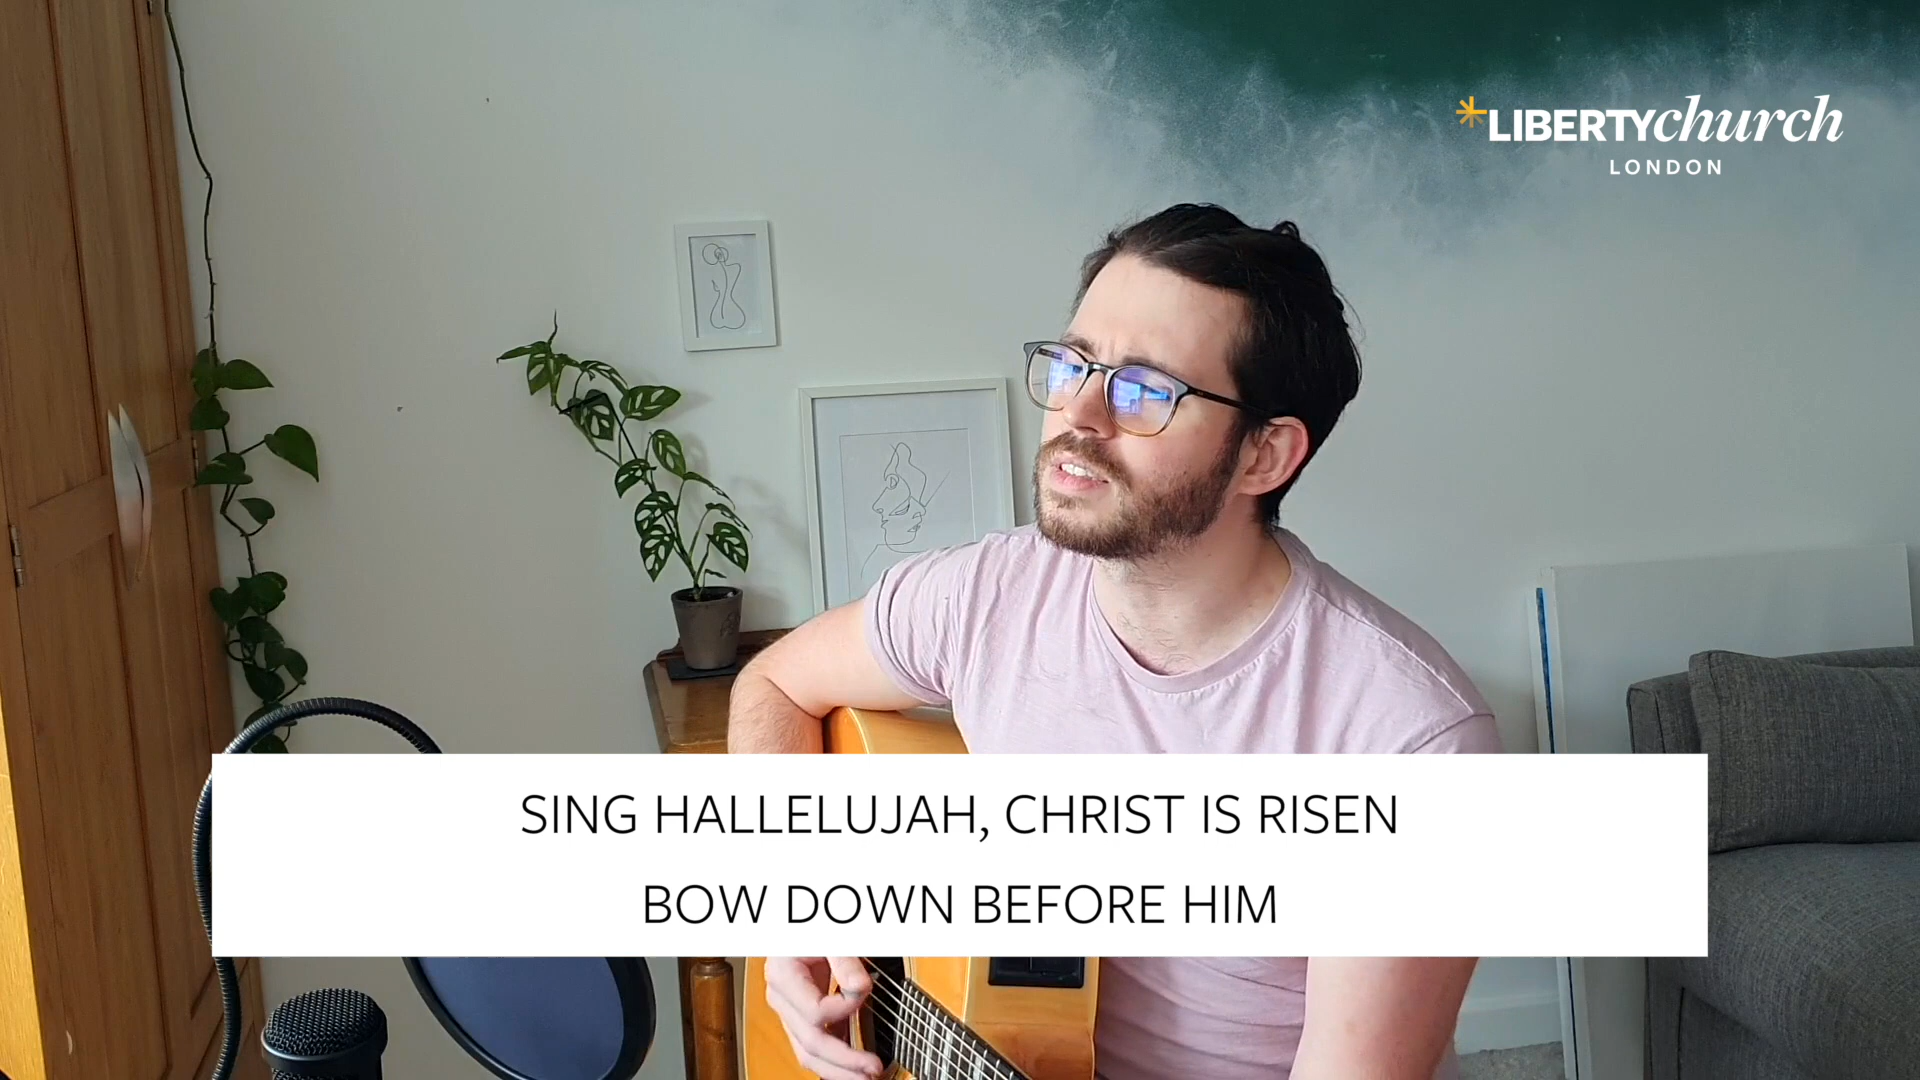 LIBERTYchurch
LONDON
SING HALLELUJAH, CHRIST IS RISEN
BOW DOWN BEFORE HIM